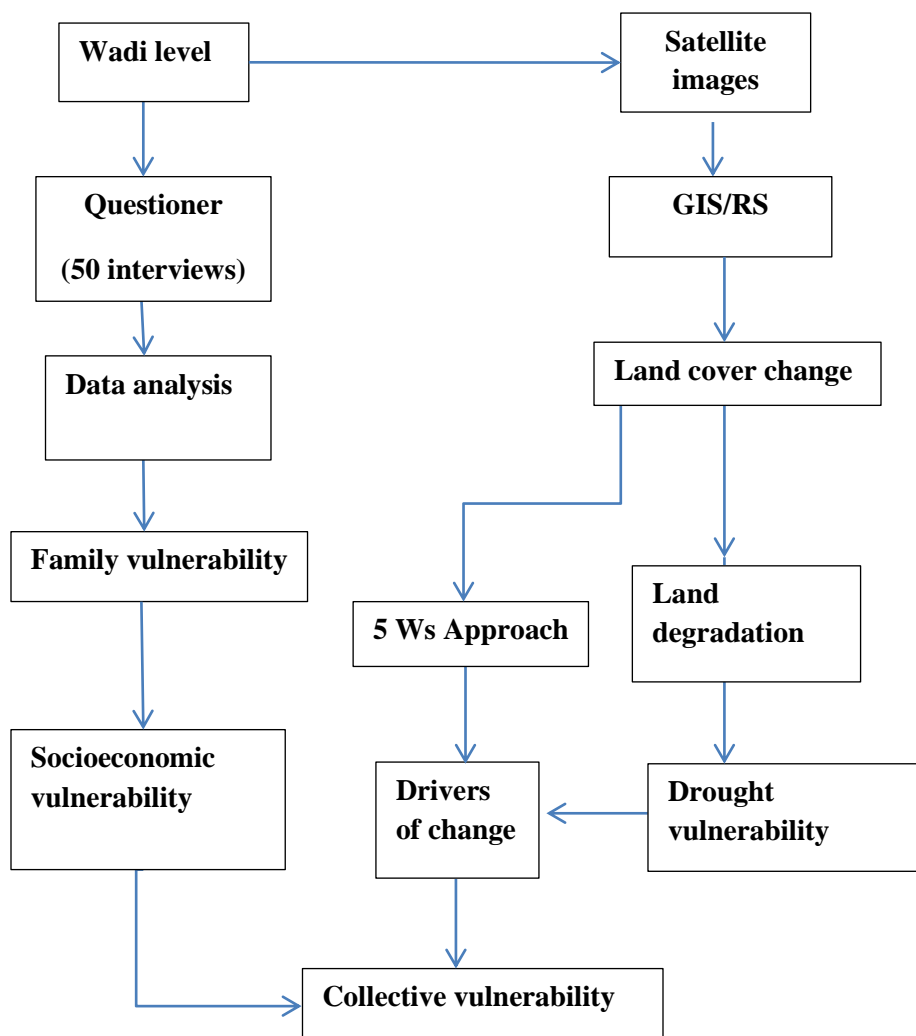 Wadi level
Satellite
images
Questioner
(50 interviews)
GIS/RS
Data analysis
Land cover change
Family vulnerability
5 Ws Approach
Land
degradation
Socioeconomic
vulnerability
Drivers
of change
Drought
vulnerability
Collective vulnerability